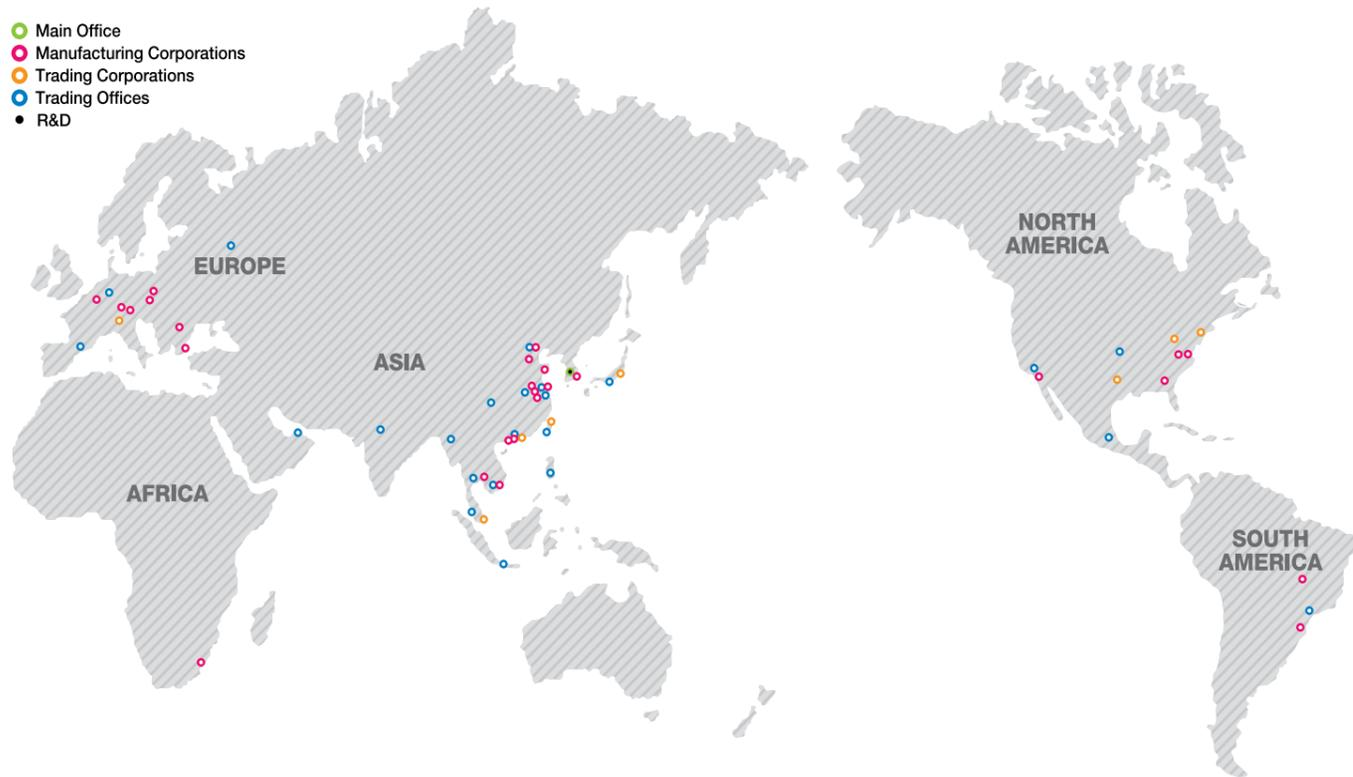 Main Office
Manufacturing Corporations
Trading Corporations
Trading Offices
R&D
NORTH
AMERICA
EUROPE
ASIA
AFRICA
SOUTH
AMERICA